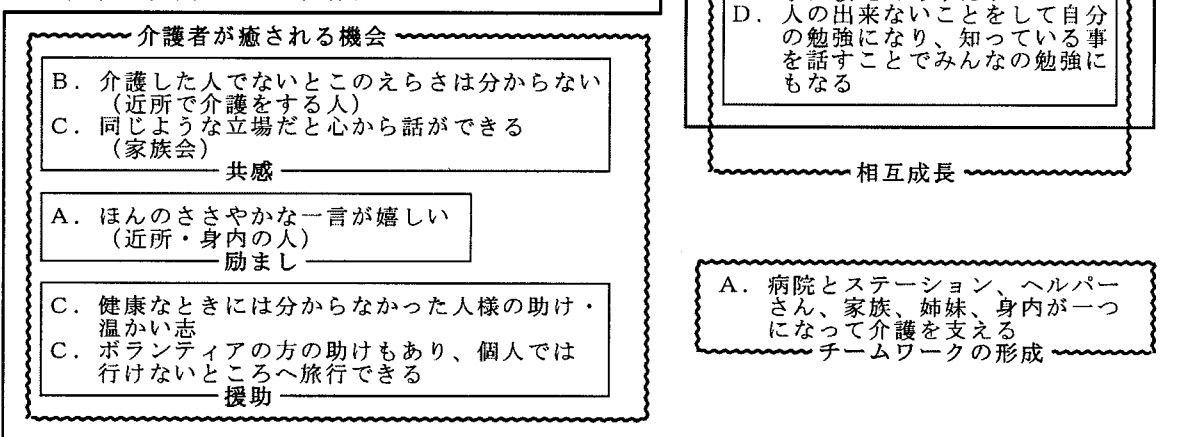 介護者が癒される機会
B. 介護した人でないとこのえらさは分からない
（近所で介護をする人）
C. 同じような立場だと心から話ができる
（家族会）
共感
A. ほんのささやかな一言が嬉しい
（近所・身内の人）
励まし
C. 健康なときには分からなかった人様の助け・
温かい志
C. ボランティアの方の助けもあり、個人では
行けないところへ旅行できる
援助
D. 人の出来ないことをして自分
の勉強になり、知っている事
を話すことでみんなの勉強に
もなる
相互成長
A. 病院とステーション、ヘルパー
さん、家族、姉妹、身内が一つ
になって介護を支える
チームワークの形成